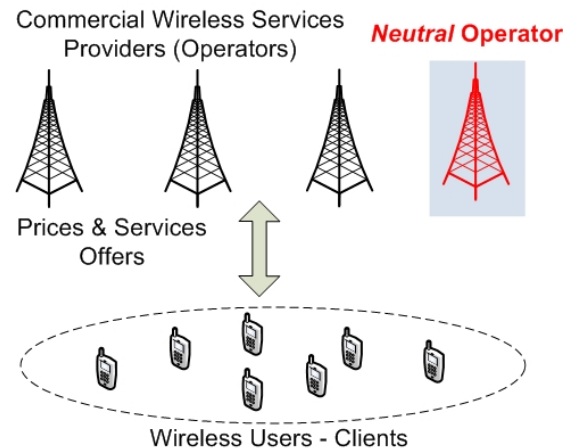 Commercial Wireless Services
Providers (Operators)
Neutral Operator
Prices & Services
Offers
Wireless Users - Clients